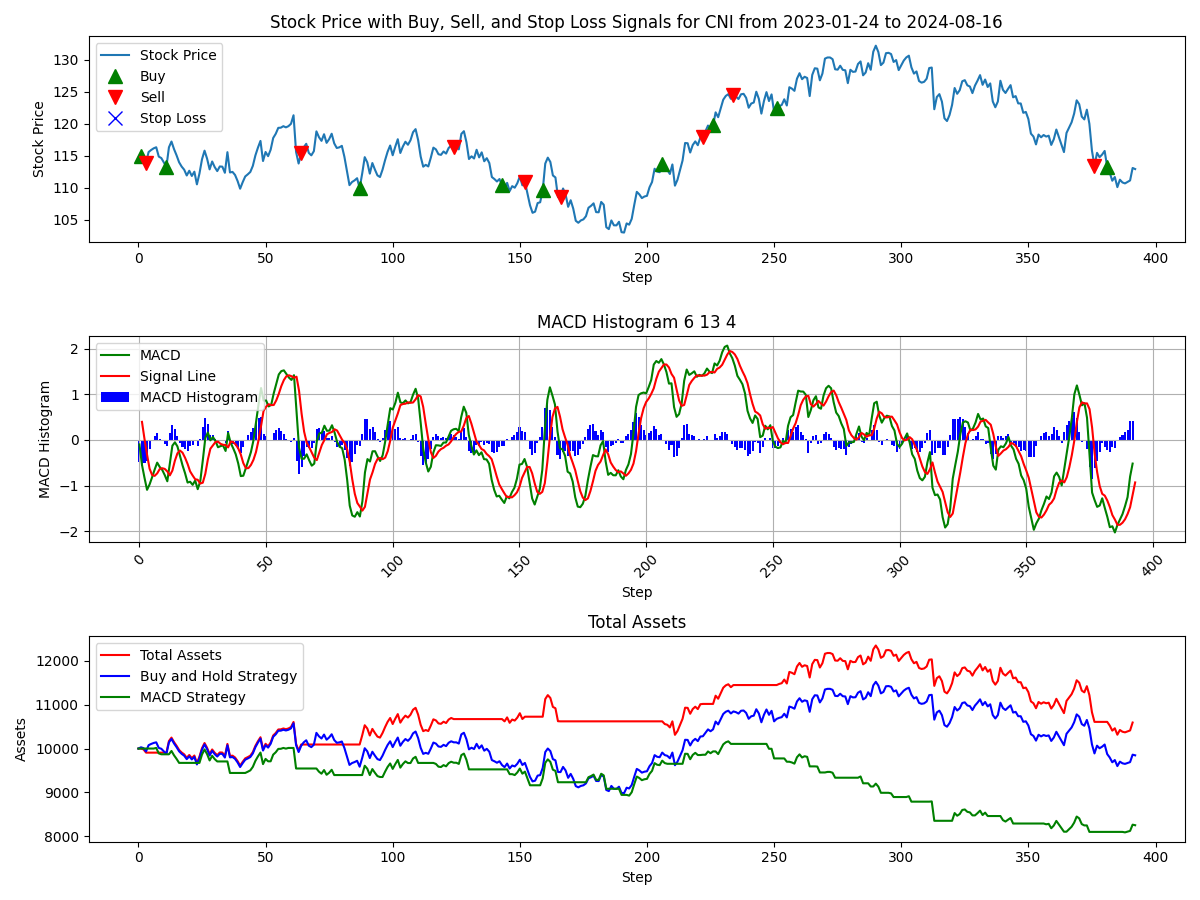 Stock Price with Buy, Sell, and Stop Loss Signals for CNI from 2023-01-24 to 2024-08-16
Stock Price
Stock Price
Buy
Sell
Stop Loss
130
125
120
115
110
105
0 50 100 150 200 250 300 350 400
Step
MACD Histogram 6 13 4
MACD Histogram
MACD
Signal Line
MACD Histogram
2
1
0
−1
−2
0 50 100 150 200 250 300 350 400
Step
Total Assets
Assets
Total Assets
Buy and Hold Strategy
MACD Strategy
12000
11000
10000
9000
8000
0 50 100 150 200 250 300 350 400
Step